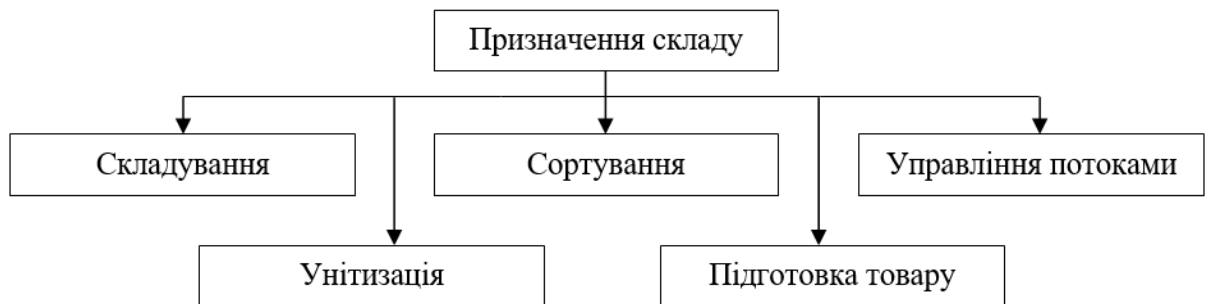 Призначення складу
Складування
Сортування
Управління потоками
Унітизація
Підготовка товару